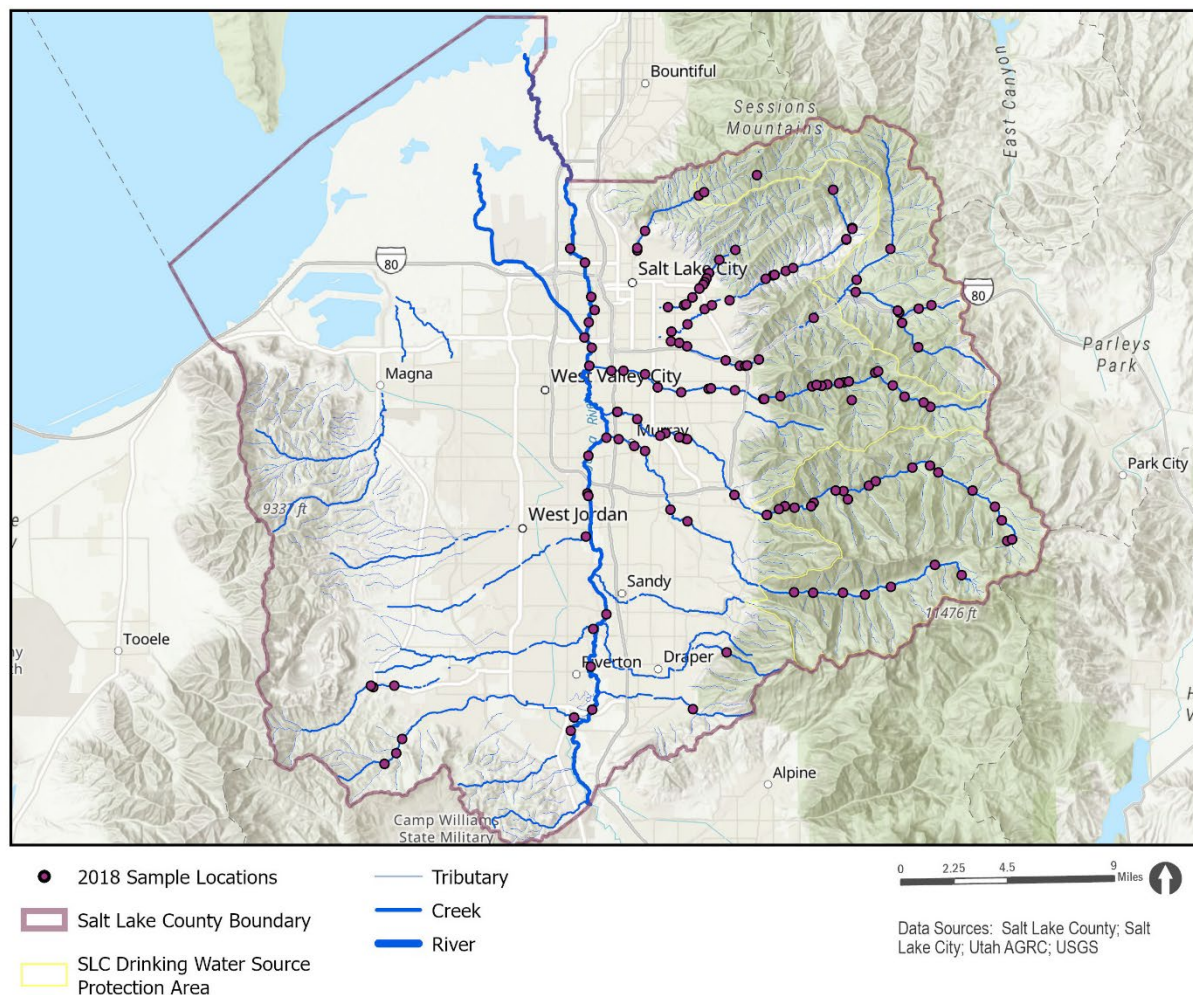 Bountiful
Sessions
Mountains
East Canyon
80
Salt Lake City
80
Parleys
Park
Magna
West Valley City
Murray
Park City
9337 ft
West Jordan
Sandy
11476 ft
Tooele
Riverton
Draper
Alpine
Camp Williams
State Military
2018 Sample Locations
Salt Lake County Boundary
SLC Drinking Water Source
Protection Area
Tributary
Creek
River
0 2.25 4.5 9
Miles
Data Sources: Salt Lake County; Salt
Lake City; Utah AGRC; USGS